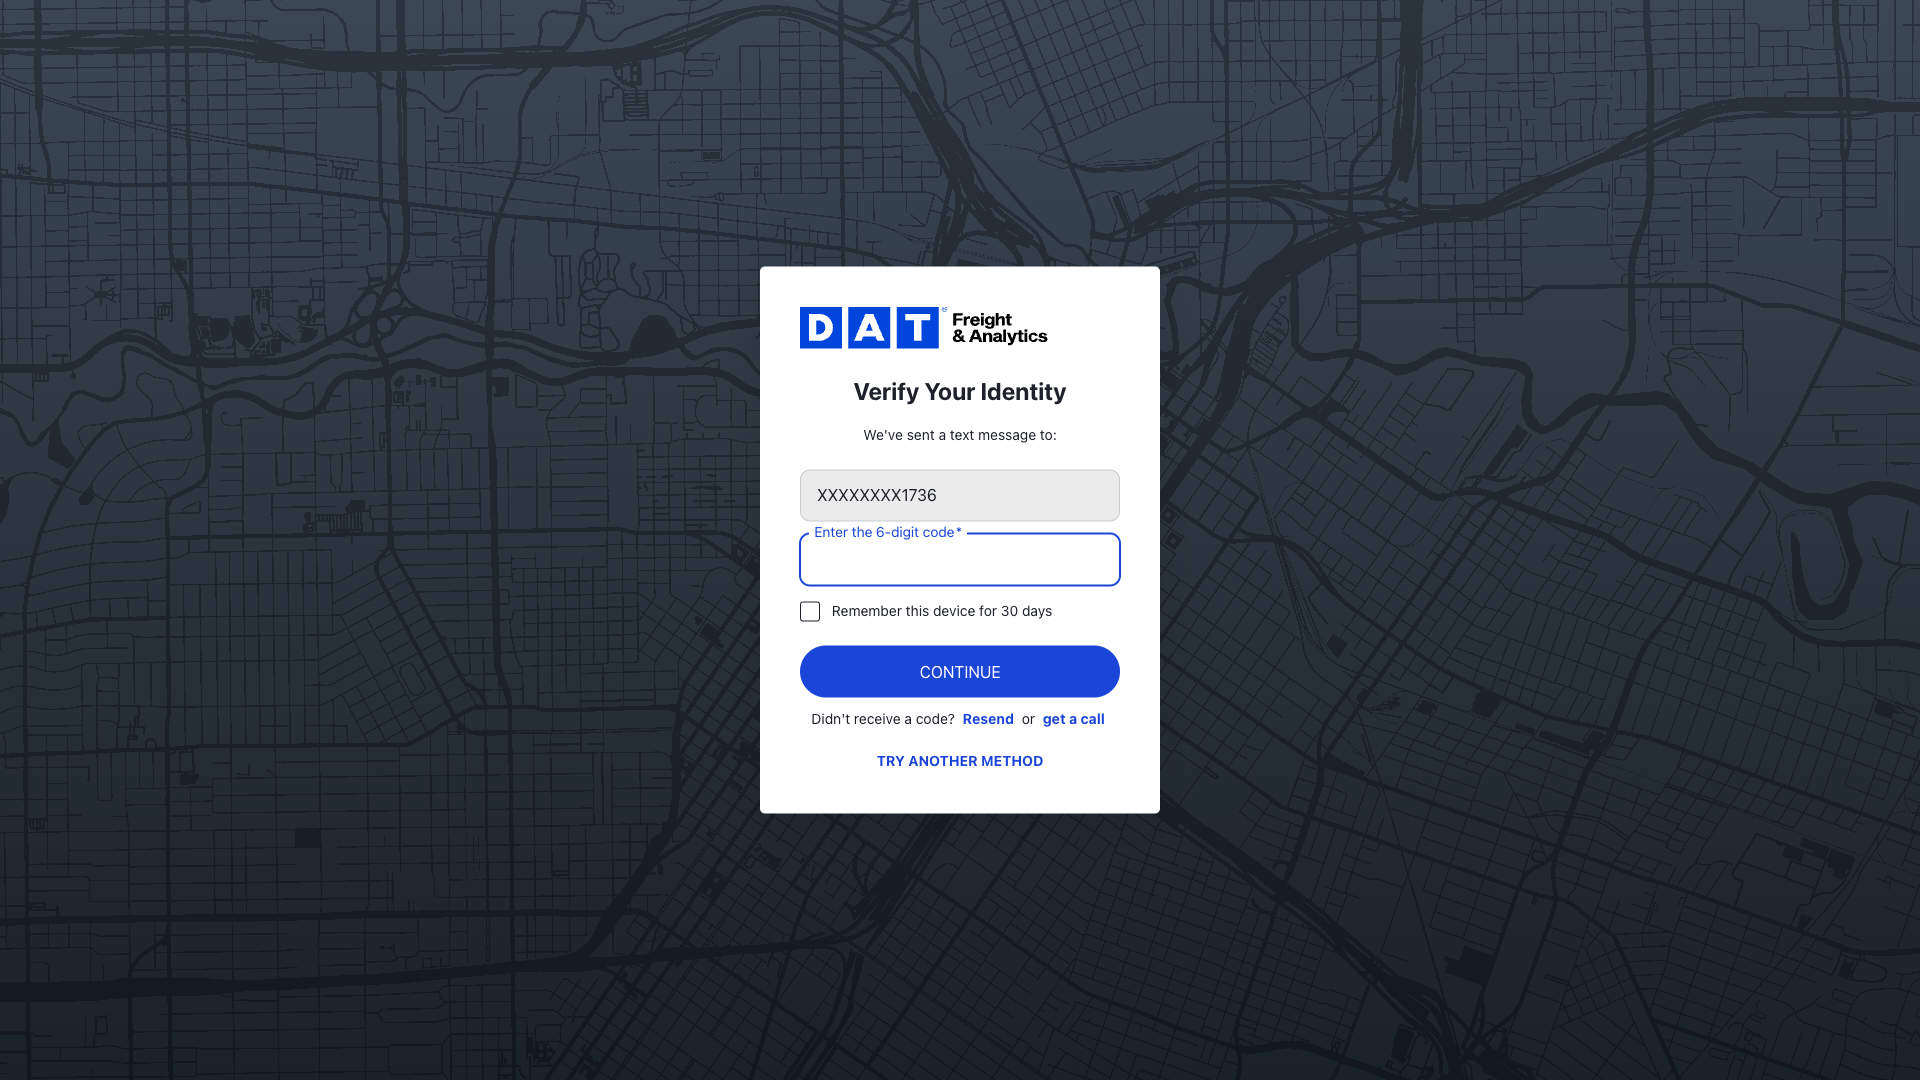 DAT® Freight
& Analytics
Verify Your Identity
We've sent a text message to:
XXXXXXXX1736
Enter the 6-digit code*
Remember this device for 30 days
CONTINUE
Didn't receive a code? Resend or get a call
TRY ANOTHER METHOD